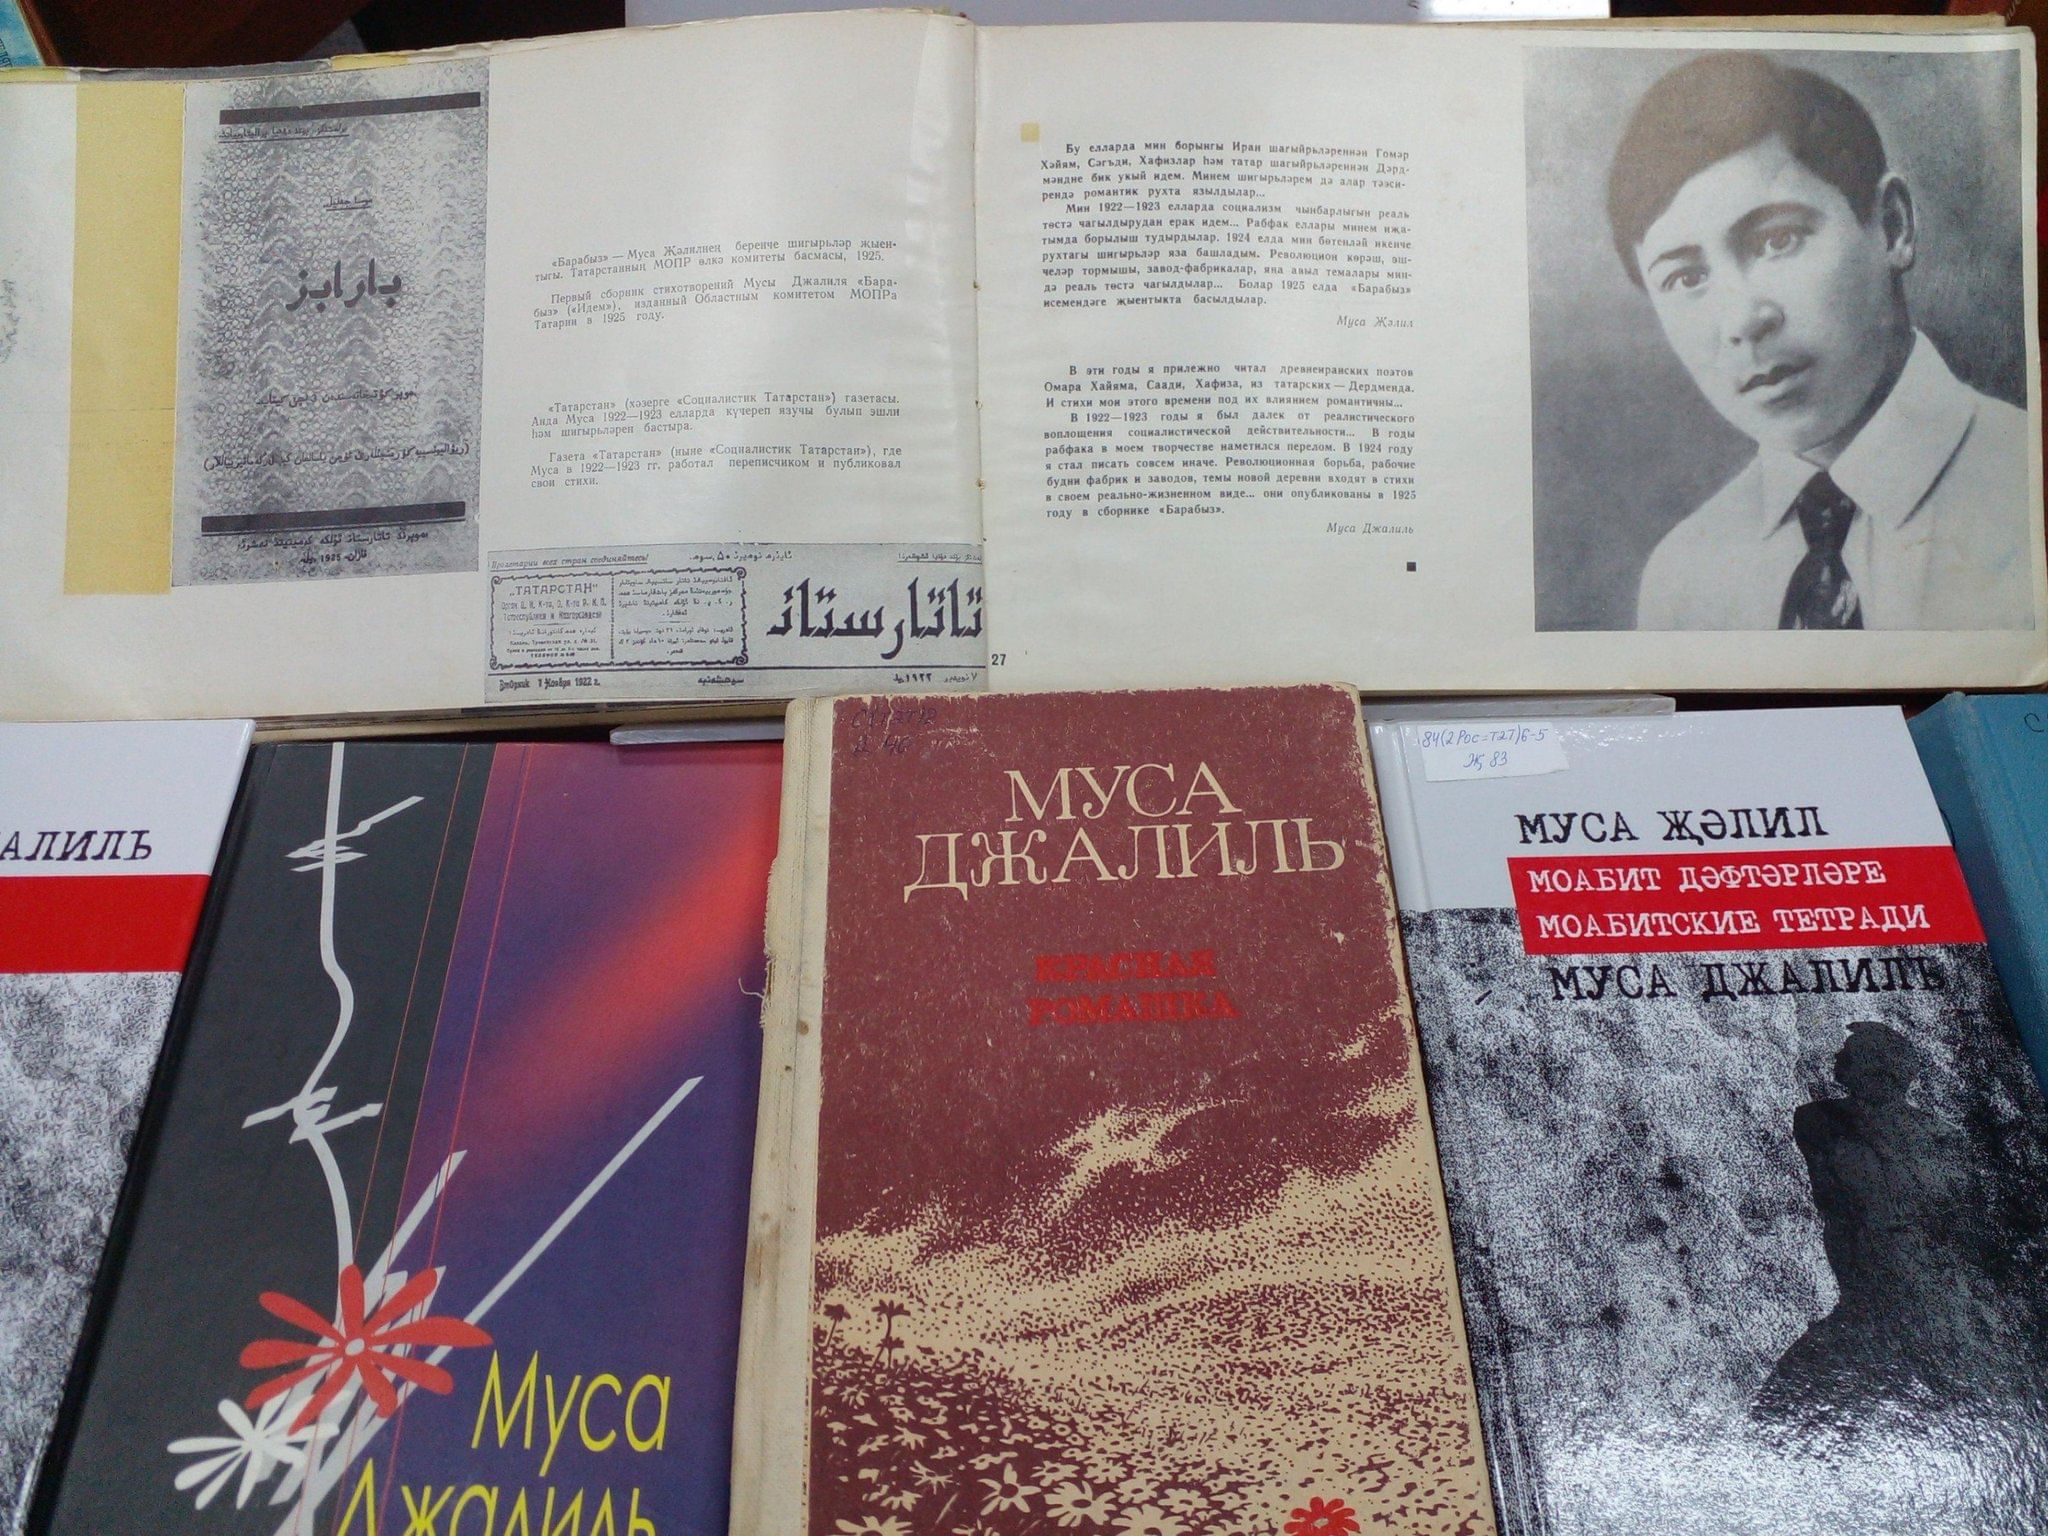 بارابز
«Барабыз» — Муса Җәлилнең беренче шигырьләр җыен-
тыгы. Татарстанның МОПР өлкә комитеты басмасы, 1925.
Первый сборник стихотворений Мусы Джалиля «Бара-
быз» («Идем»), изданный Областным комитетом МОПРа
Татарии в 1925 году.
«Татарстан» (хәзерге «Социалистик Татарстан») газетасы.
Анда Муса 1922—1923 елларда күчереп язучы булып эшли
һәм шигырьләрен бастыра.
Газета «Татарстан» (ныне «Социалистик Татарстан»), где
Муса в 1922—1923 гг. работал переписчиком и публиковал
свои стихи.
Пролетарии всех стран соединяйтесь!
„ТАТАРСТАН"
تاتارستان
Вторник 7 Ноября 1922 г.
27
Бу елларда мин борынгы Иран шагыйрьләреннән Гомәр
Хәйям, Сәгъди, Хафизлар һәм татар шагыйрьләреннән Дәрд-
мәндне бик укый идем. Минем шигырьләрем дә алар тәэси-
рендә романтик рухта язылдылар...
Мин 1922—1923 елларда социализм чынбарлыгын реаль
төстә чагылдырудан ерак идем... Рабфак еллары минем иҗа-
тымда борылыш тудырдылар. 1924 елда мин бөтенләй икенче
рухтагы шигырьләр яза башладым. Революцион көрәш, эш-
челәр тормышы, завод-фабрикалар, яңа авыл темалары мин-
дә реаль төстә чагылдылар... Болар 1925 елда «Барабыз»
исемендәге җыентыкта басылдылар.
Муса Җәлил
В эти годы я прилежно читал древнеиранских поэтов
Омара Хайяма, Саади, Хафиза, из татарских — Дердменда.
И стихи мои этого времени под их влиянием романтичны...
В 1922—1923 годы я был далек от реалистического
воплощения социалистической действительности... В годы
рабфака в моем творчестве наметился перелом. В 1924 году
я стал писать совсем иначе. Революционная борьба, рабочие
будни фабрик и заводов, темы новой деревни входят в стихи
в своем реально-жизненном виде... они опубликованы в 1925
году в сборнике «Барабыз».
Муса Джалиль
АЛИЛЬ
Муса
Джалиль
МУСА
ДЖАЛИЛЬ
КРАСНАЯ
РОМАШКА
84(2Рос=Тат)6-5
Җ 83
МУСА ҖӘЛИЛ
МОАБИТ ДӘФТӘРЛӘРЕ
МОАБИТСКИЕ ТЕТРАДИ
МУСА ДЖАЛИЛЬ